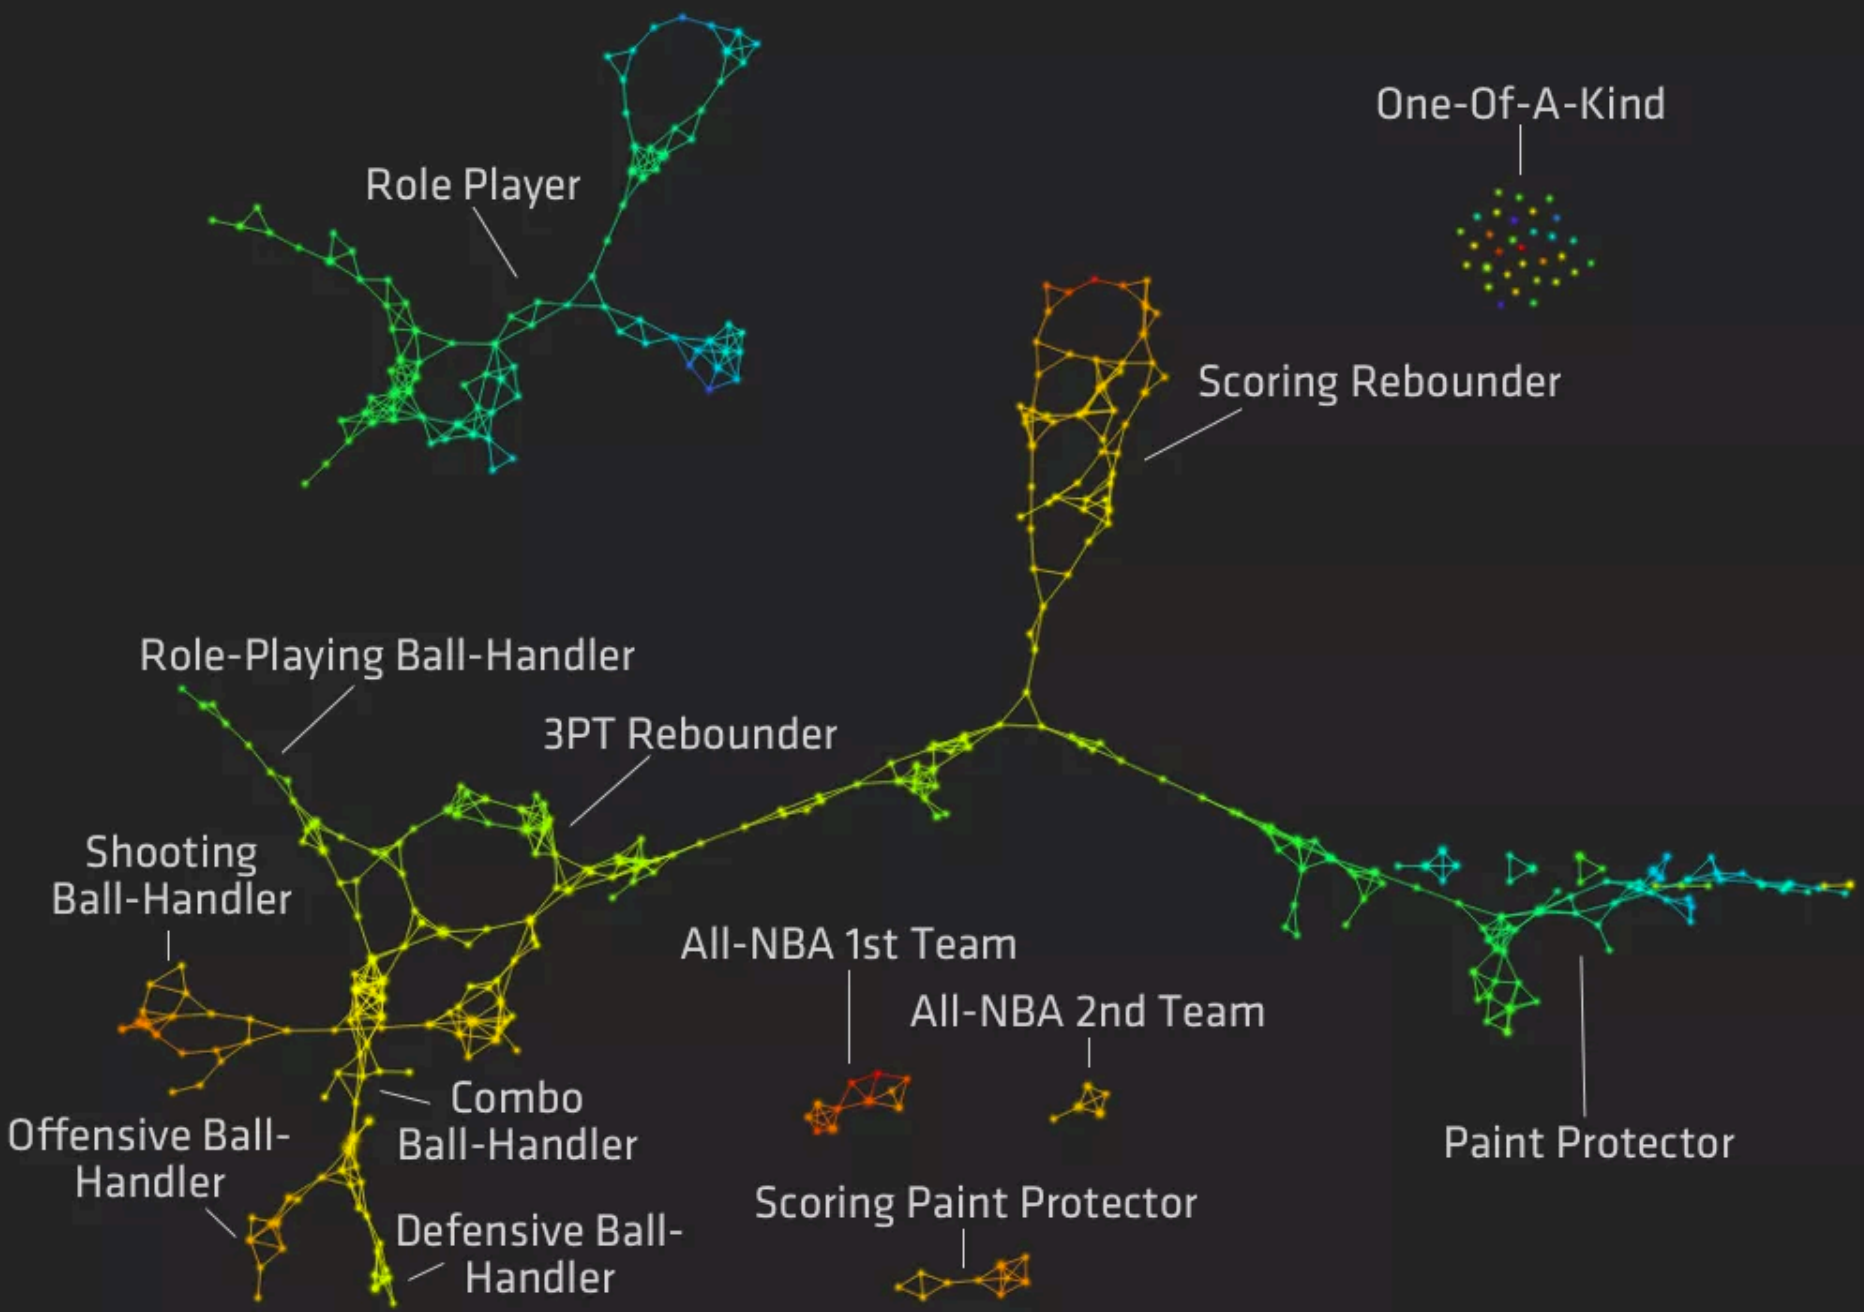 One-Of-A-Kind
Role Player
Scoring Rebounder
Role-Playing Ball-Handler
3PT Rebounder
Shooting
Ball-Handler
All-NBA 1st Team
All-NBA 2nd Team
Combo
Ball-Handler
Offensive Ball-
Handler
Paint Protector
Scoring Paint Protector
Defensive Ball-
Handler